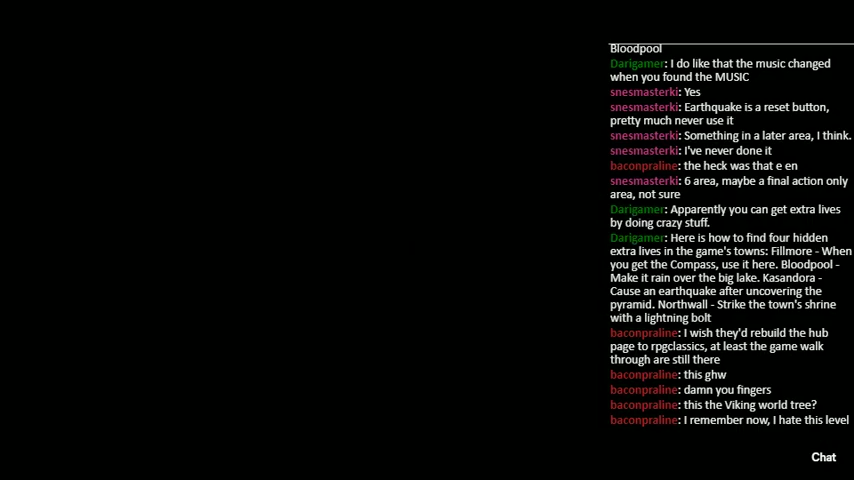 Bloodpool
Darigamer: I do like that the music changed
when you found the MUSIC
snesmasterki: Yes
snesmasterki: Earthquake is a reset button,
pretty much never use it
snesmasterki: Something in a later area, I think.
snesmasterki: I've never done it
baconpraline: the heck was that e en
snesmasterki: 6 area, maybe a final action only
area, not sure
Darigamer: Apparently you can get extra lives
by doing crazy stuff.
Darigamer: Here is how to find four hidden
extra lives in the game's towns: Fillmore - When
you get the Compass, use it here. Bloodpool -
Make it rain over the big lake. Kasandora -
Cause an earthquake after uncovering the
pyramid. Northwall - Strike the town's shrine
with a lightning bolt
baconpraline: I wish they'd rebuild the hub
page to rpgclassics, at least the game walk
through are still there
baconpraline: this ghw
baconpraline: damn you fingers
baconpraline: this the Viking world tree?
baconpraline: I remember now, I hate this level
Chat